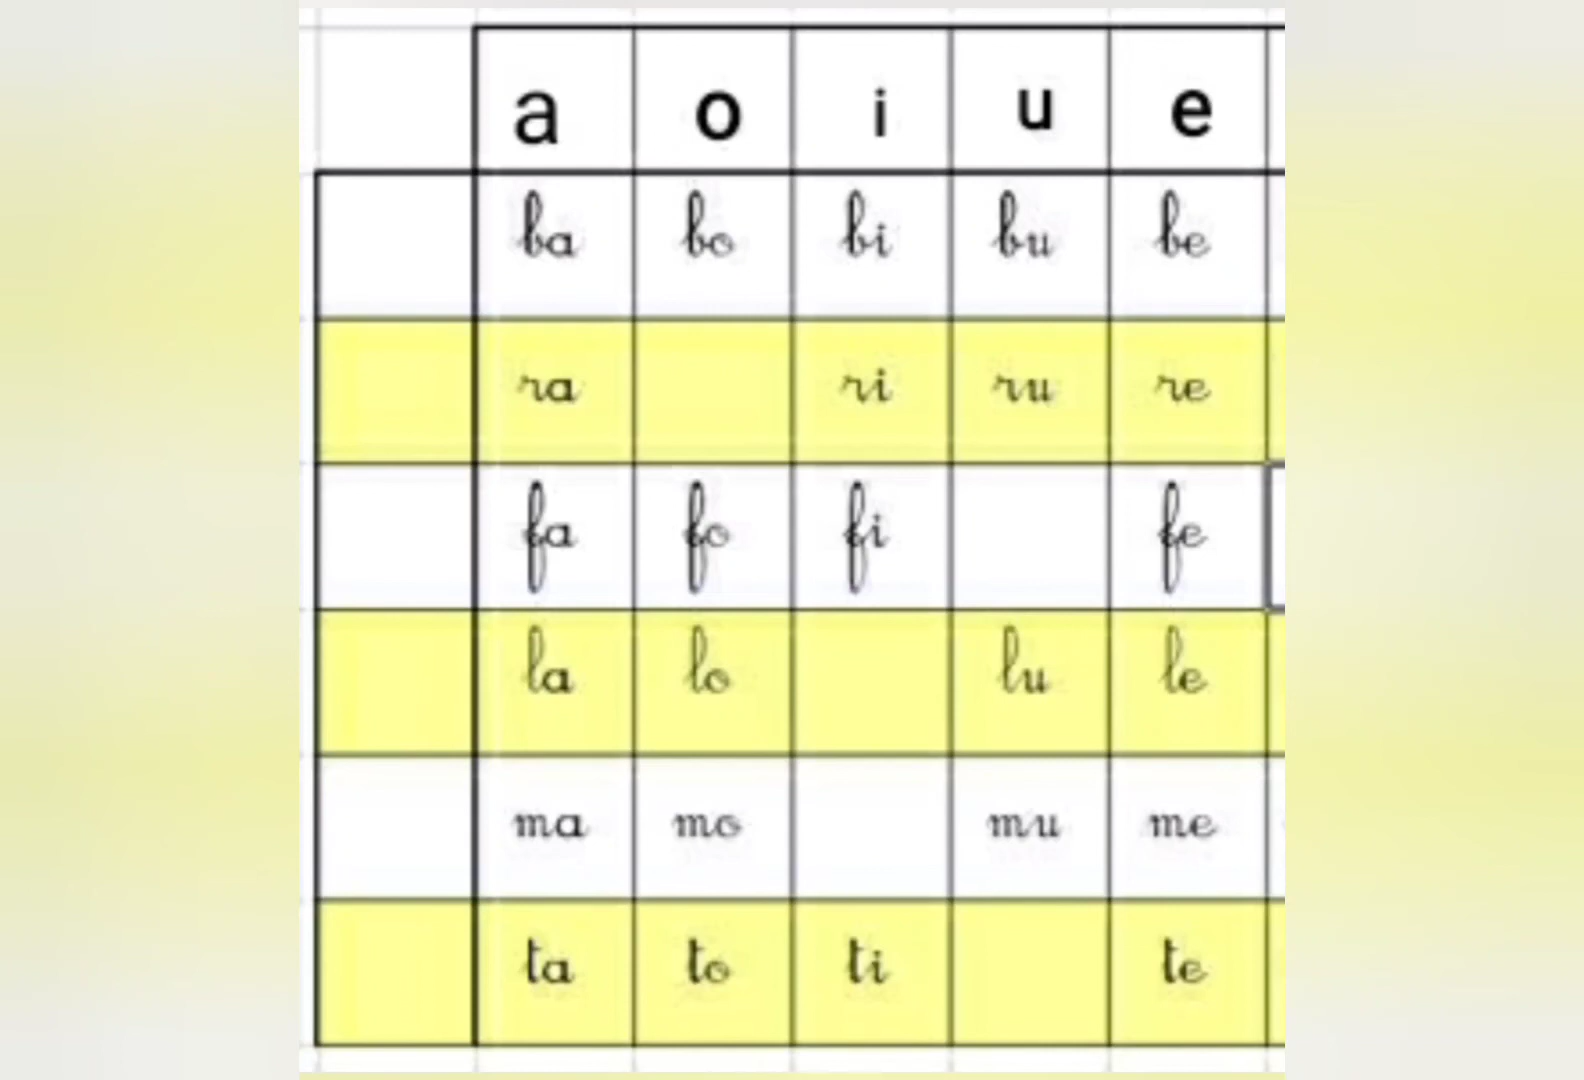 a o i u e
ba bo bi bu be
ra ri ru re
fa fo fi fe
la lo lu le
ma mo mu me
ta to ti te